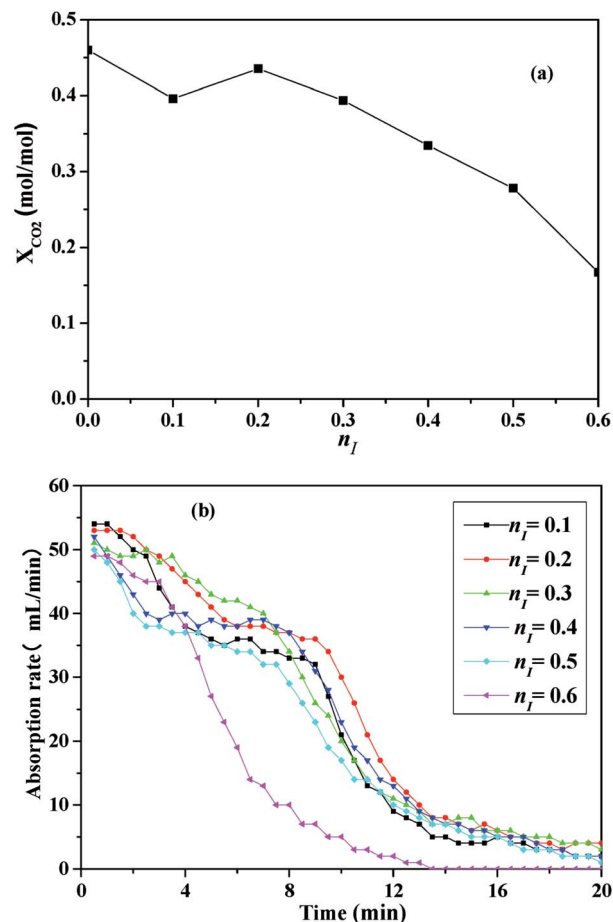 0.5
(a)
0.4
0.3
0.2
0.1
0.0
X_CO2 (mol/mol)
0.0 0.1 0.2 0.3 0.4 0.5 0.6
n_I
60
(b)
50
40
30
20
10
0
Absorption rate( mL/min)
n_I= 0.1
n_I= 0.2
n_I= 0.3
n_I= 0.4
n_I= 0.5
n_I= 0.6
0 4 8 12 16 20
Time (min)